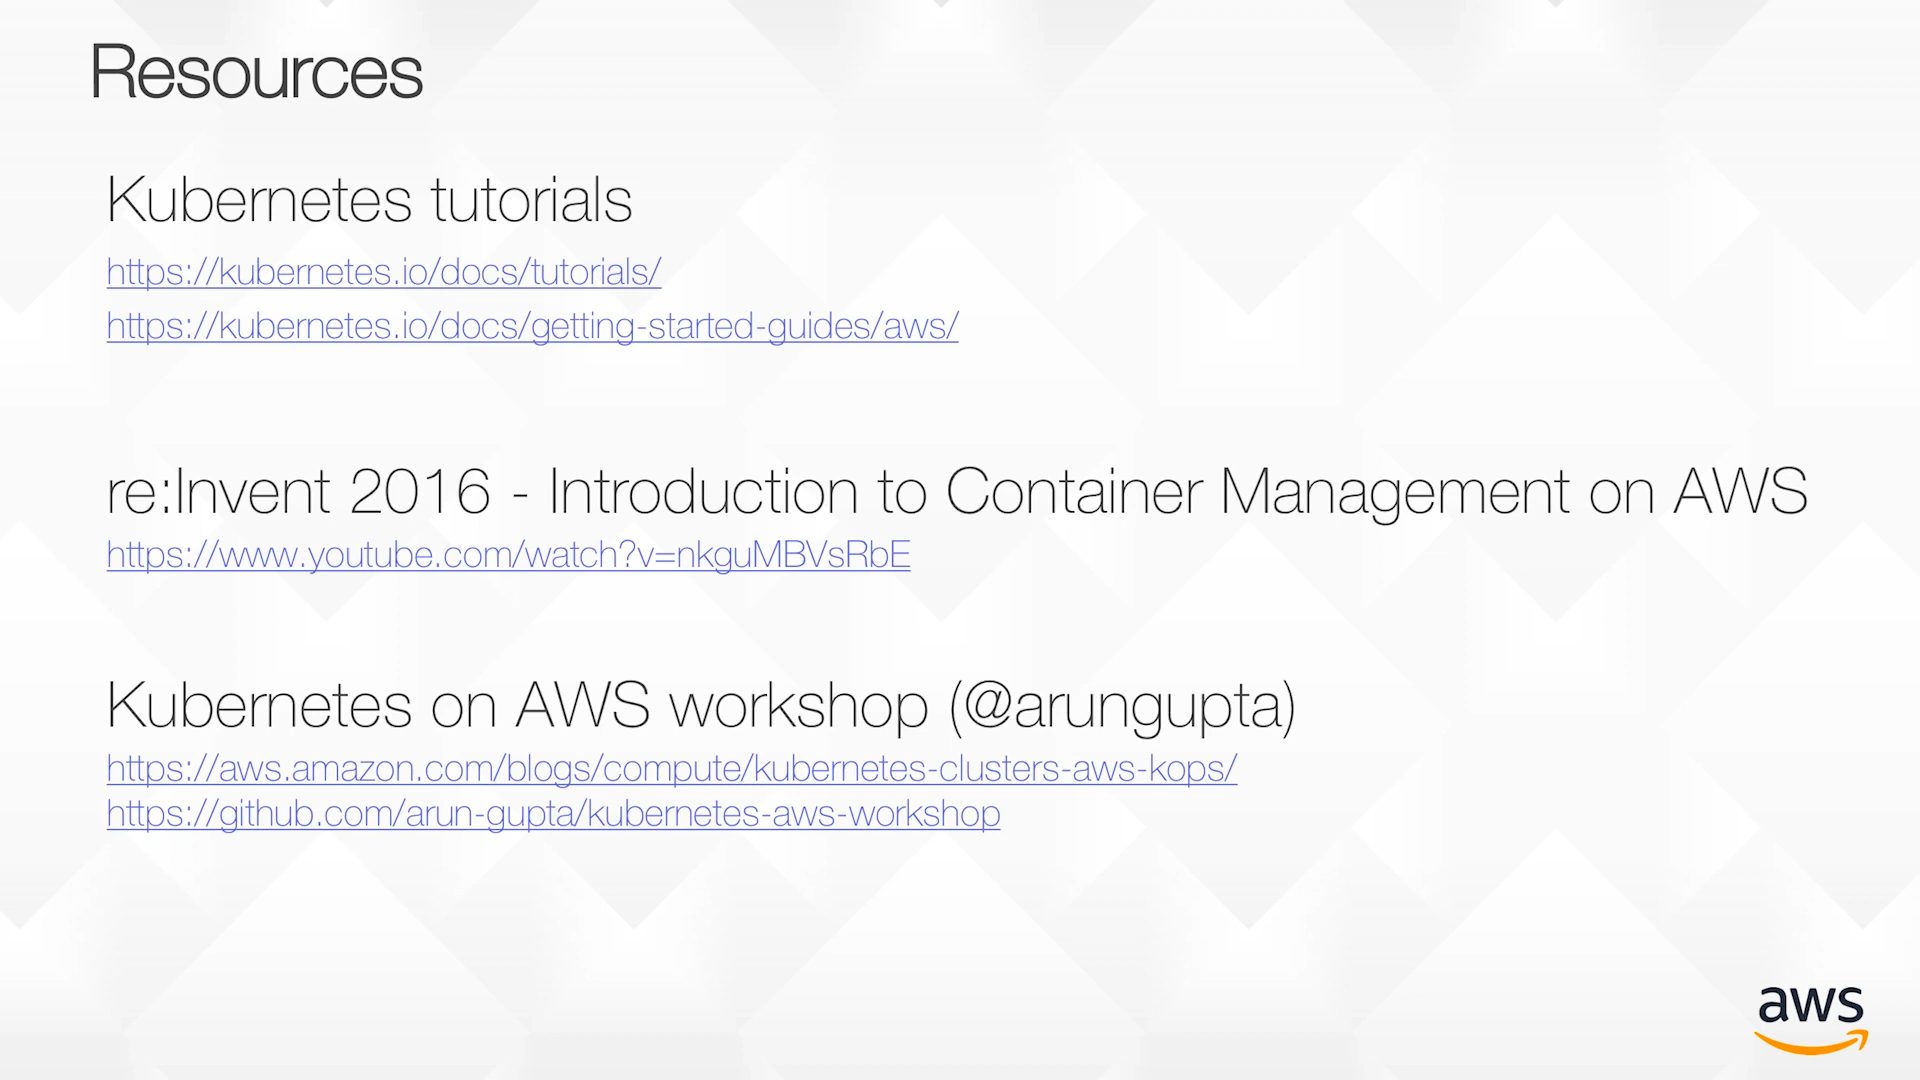 Resources
Kubernetes tutorials
https://kubernetes.io/docs/tutorials/
https://kubernetes.io/docs/getting-started-guides/aws/
re:Invent 2016 - Introduction to Container Management on AWS
https://www.youtube.com/watch?v=nkguMBVsRbE
Kubernetes on AWS workshop (@arungupta)
https://aws.amazon.com/blogs/compute/kubernetes-clusters-aws-kops/
https://github.com/arun-gupta/kubernetes-aws-workshop
aws